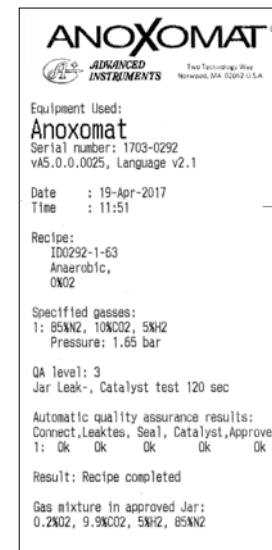 ANOXOMAT
ADVANCED INSTRUMENTS
Two Technology Way
Norwood, MA 02062 U.S.A
Equipment Used:
Anoxomat
Serial number: 1703-0292
vA5.0.0.0025, Language v2.1
Date : 19-Apr-2017
Time : 11:51
Recipe:
ID0292-1-63
Anaerobic,
0%O2
Specified gasses:
1: 85%N2, 10%CO2, 5%H2
Pressure: 1.65 bar
QA level: 3
Jar Leak-, Catalyst test 120 sec
Automatic quality assurance results:
Connect,Leaktes, Seal, Catalyst,Approve
1: Ok Ok Ok Ok Ok
Result: Recipe completed
Gas mixture in approved Jar:
0.2%O2, 9.9%CO2, 5%H2, 85%N2